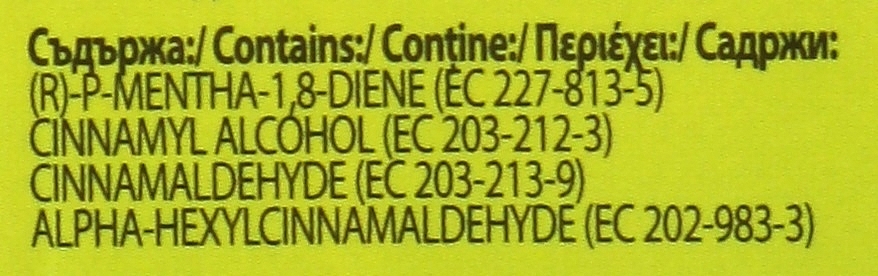 Съдържа:/ Contains:/ Conține:/ Περιέχει:/ Садржи:
(R)-P-MENTHA-1,8-DIENE (EC 227-813-5)
CINNAMYL ALCOHOL (EC 203-212-3)
CINNAMALDEHYDE (EC 203-213-9)
ALPHA-HEXYLCINNAMALDEHYDE (EC 202-983-3)